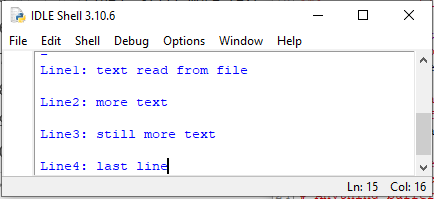 IDLE Shell 3.10.6
File Edit Shell Debug Options Window Help
Line1: text read from file
Line2: more text
Line3: still more text
Line4: last line
Ln: 15 Col: 16